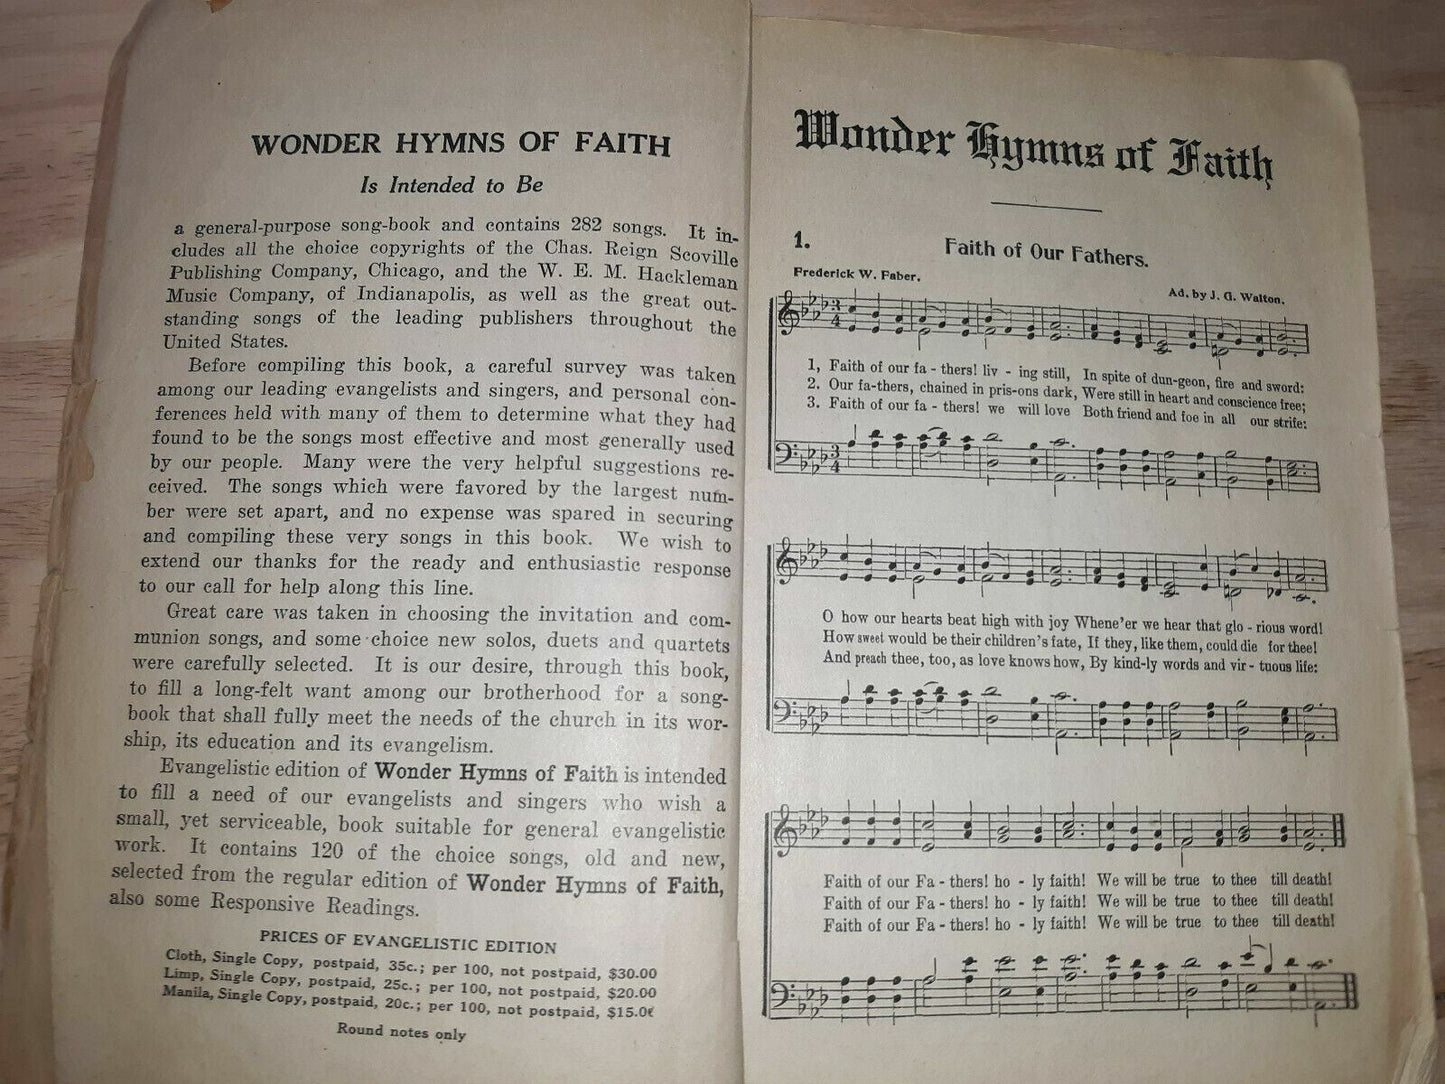 WONDER HYMNS OF FAITH
Is Intended to Be
a general-purpose song-book and contains 282 songs. It in-
cludes all the choice copyrights of the Chas. Reign Scoville
Publishing Company, Chicago, and the W. E. M. Hackleman
Music Company, of Indianapolis, as well as the great out-
standing songs of the leading publishers throughout the
United States.
Before compiling this book, a careful survey was taken
among our leading evangelists and singers, and personal con-
ferences held with many of them to determine what they had
found to be the songs most effective and most generally used
by our people. Many were the very helpful suggestions re-
ceived. The songs which were favored by the largest num-
ber were set apart, and no expense was spared in securing
and compiling these very songs in this book. We wish to
extend our thanks for the ready and enthusiastic response
to our call for help along this line.
Great care was taken in choosing the invitation and com-
munion songs, and some choice new solos, duets and quartets
were carefully selected. It is our desire, through this book,
to fill a long-felt want among our brotherhood for a song-
book that shall fully meet the needs of the church in its wor-
ship, its education and its evangelism.
Evangelistic edition of Wonder Hymns of Faith is intended
to fill a need of our evangelists and singers who wish a
small, yet serviceable, book suitable for general evangelistic
work. It contains 120 of the choice songs, old and new,
selected from the regular edition of Wonder Hymns of Faith,
also some Responsive Readings.
PRICES OF EVANGELISTIC EDITION
Cloth, Single Copy, postpaid, 35c.; per 100, not postpaid, $30.00
Limp, Single Copy, postpaid, 25c.; per 100, not postpaid, $20.00
Manila, Single Copy, postpaid, 20c.; per 100, not postpaid, $15.00
Round notes only
Wonder Hymns of Faith
1. Faith of Our Fathers.
Frederick W. Faber. Ad. by J. G. Walton.
3
4
1, Faith of our fa - thers! liv - ing still, In spite of dun-geon, fire and sword:
2. Our fa-thers, chained in pris-ons dark, Were still in heart and conscience free;
3. Faith of our fa - thers! we will love Both friend and foe in all our strife:
3
4
O how our hearts beat high with joy Whene'er we hear that glo - rious word!
How sweet would be their children's fate, If they, like them, could die for thee!
And preach thee, too, as love knows how, By kind-ly words and vir - tuous life:
Faith of our Fa - thers! ho - ly faith! We will be true to thee till death!
Faith of our Fa - thers! ho - ly faith! We will be true to thee till death!
Faith of our Fa - thers! ho - ly faith! We will be true to thee till death!